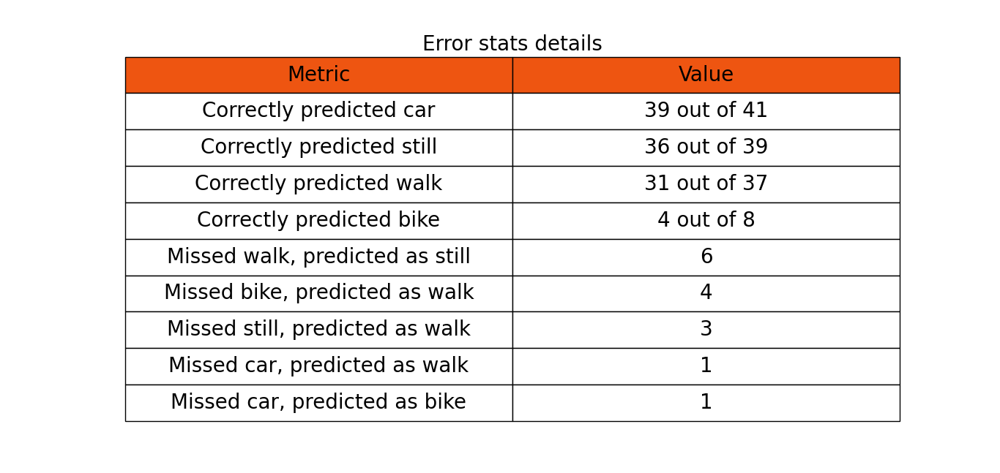 Error stats details
Metric Value
Correctly predicted car 39 out of 41
Correctly predicted still 36 out of 39
Correctly predicted walk 31 out of 37
Correctly predicted bike 4 out of 8
Missed walk, predicted as still 6
Missed bike, predicted as walk 4
Missed still, predicted as walk 3
Missed car, predicted as walk 1
Missed car, predicted as bike 1